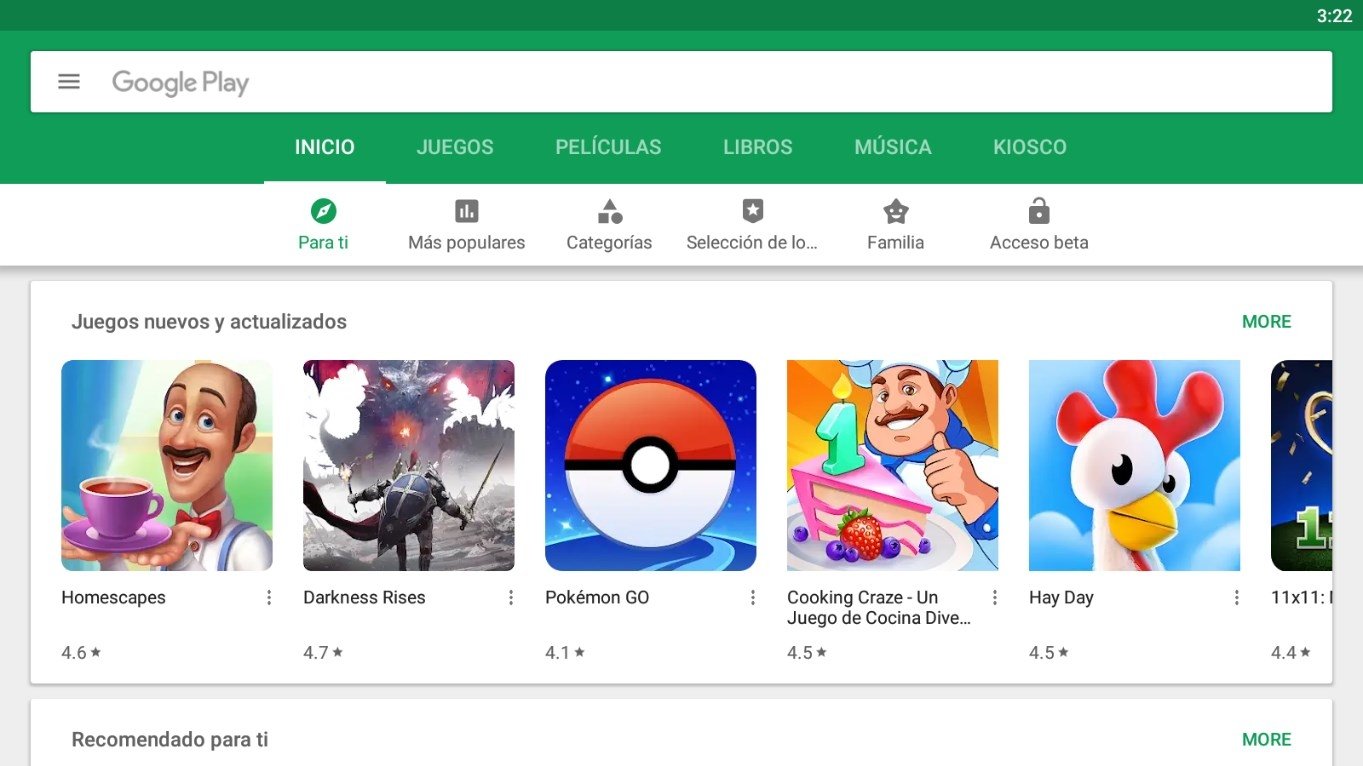 3:22
Google Play
INICIO JUEGOS PELÍCULAS LIBROS MÚSICA KIOSCO
Para ti Más populares Categorías Selección de lo... Familia Acceso beta
Juegos nuevos y actualizados MORE
1
11
Homescapes Darkness Rises Pokémon GO Cooking Craze - Un Hay Day 11x11:
Juego de Cocina Dive...
4.6 ★ 4.7 ★ 4.1 ★ 4.5 ★ 4.5 ★ 4.4 ★
Recomendado para ti MORE